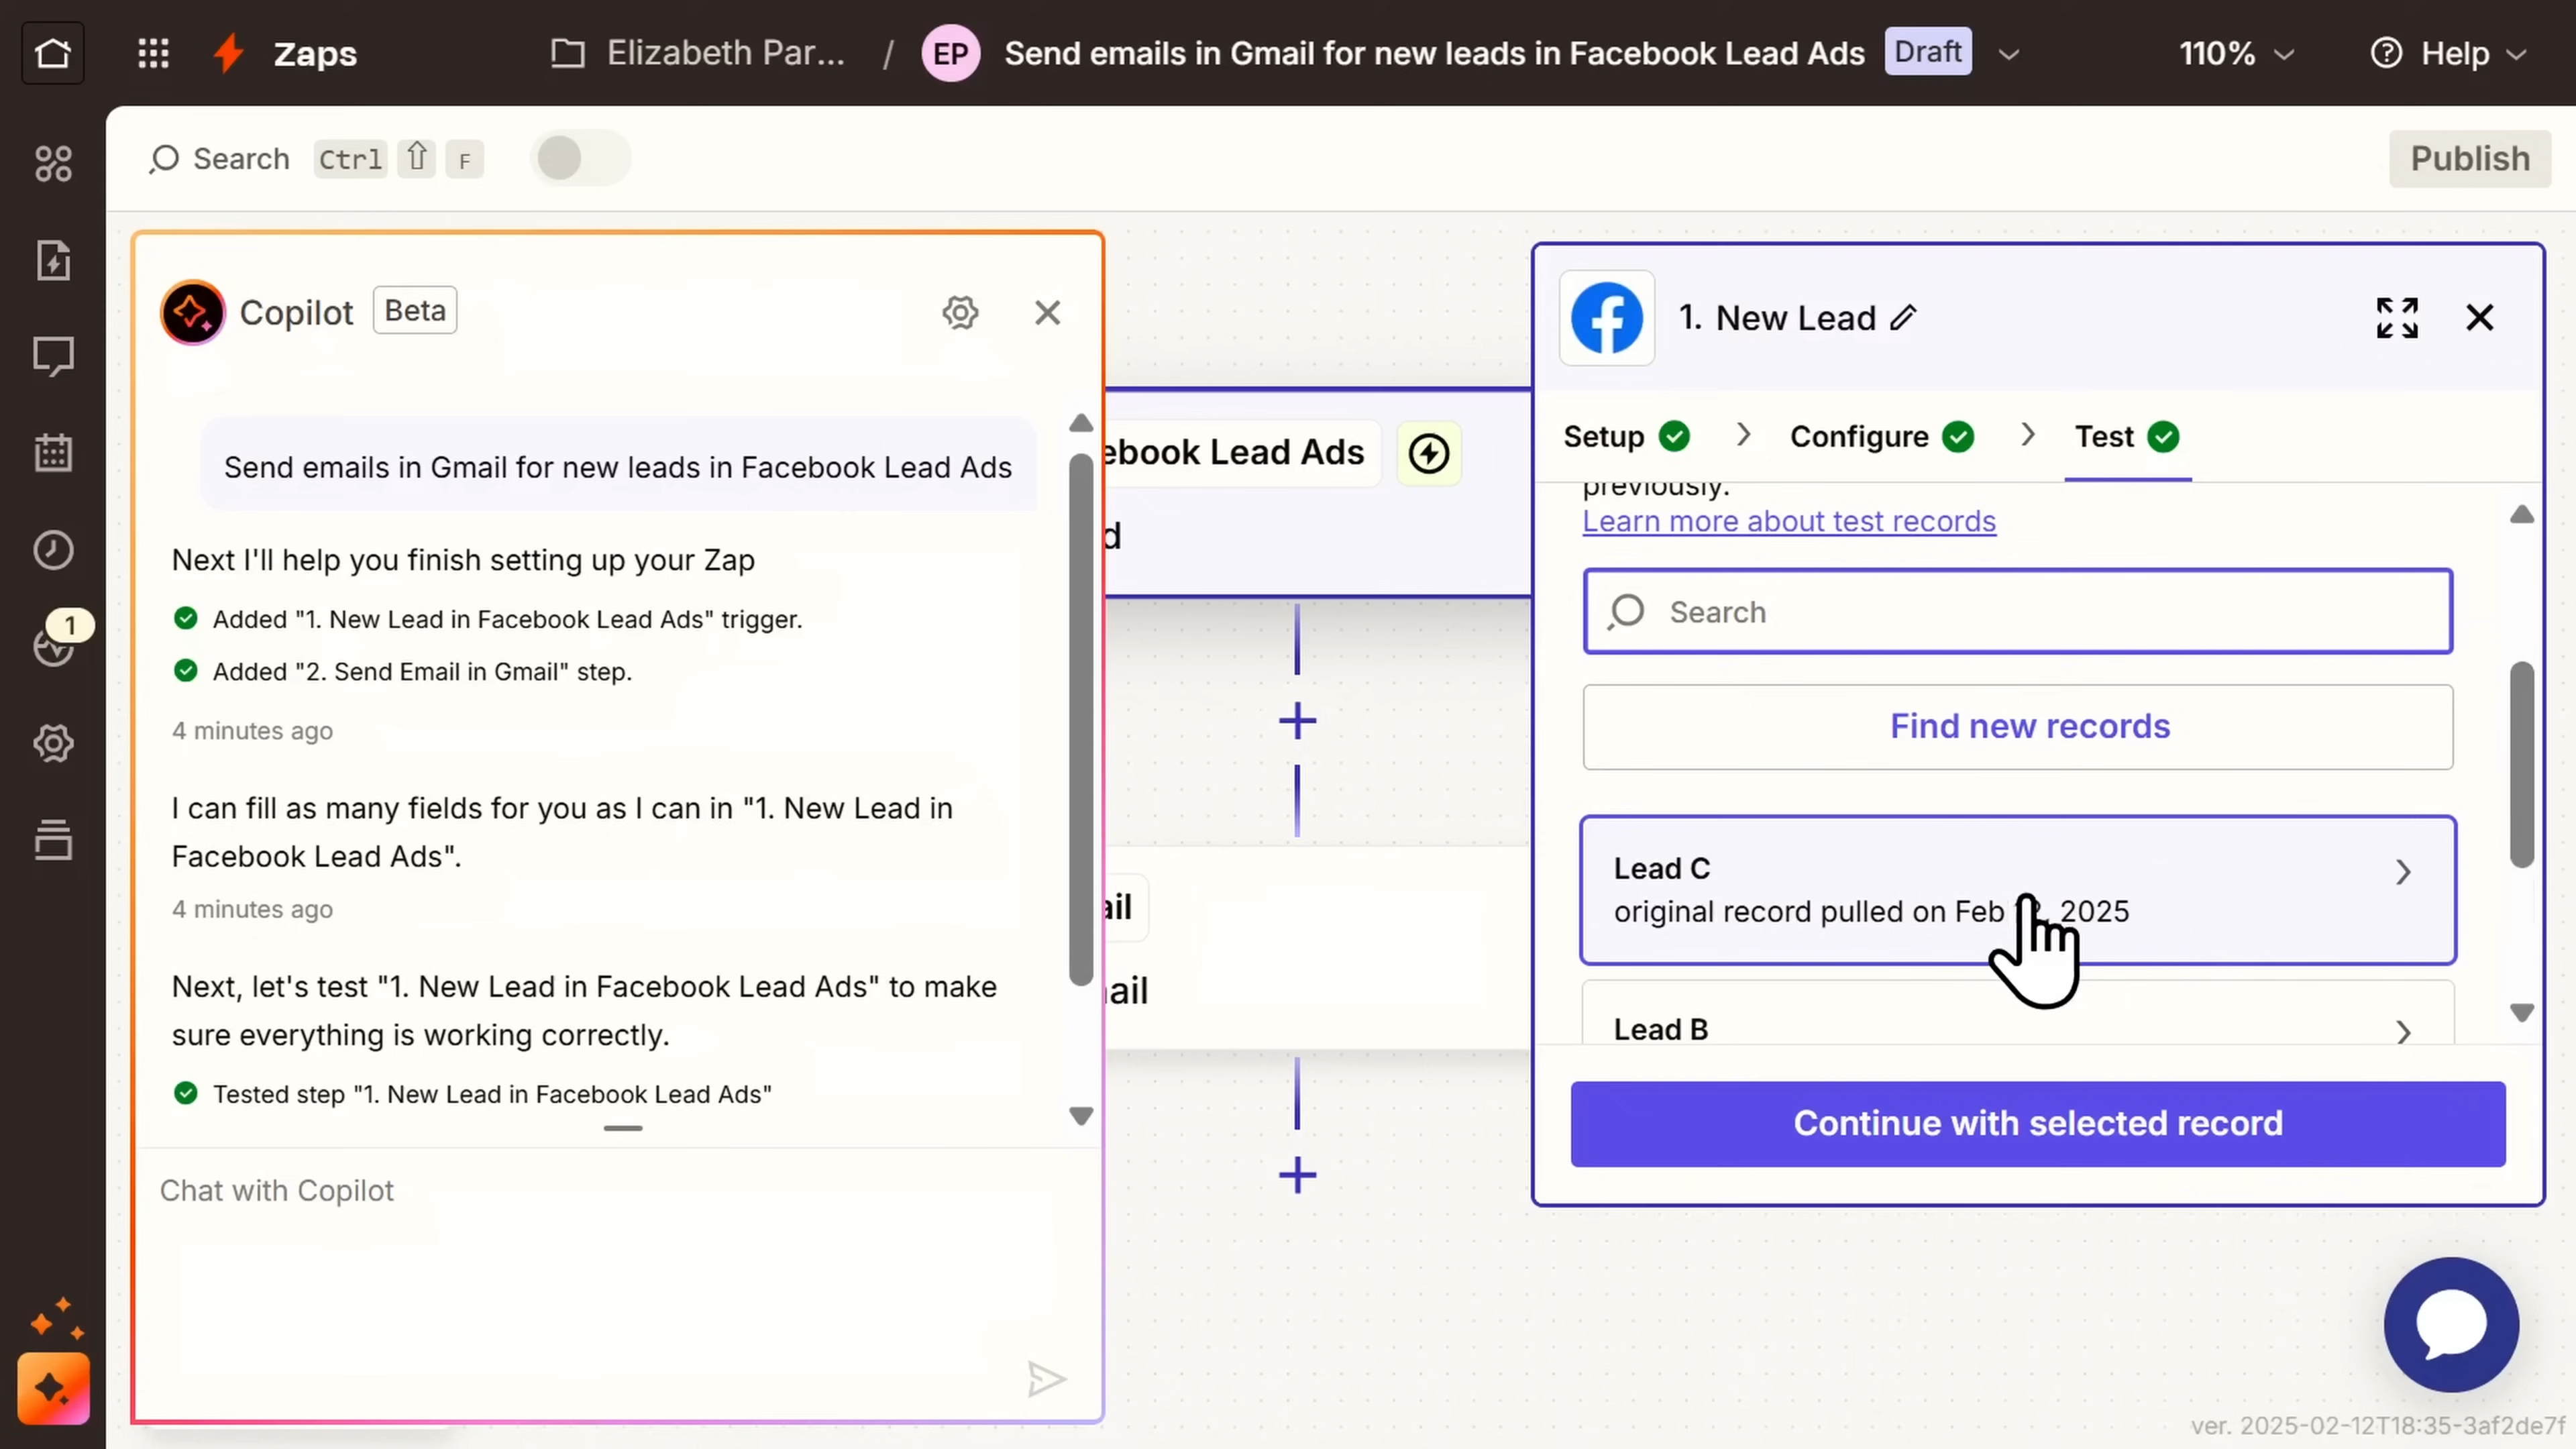 Zaps
Elizabeth Par... / EP Send emails in Gmail for new leads in Facebook Lead Ads Draft
110%
Help
Search Ctrl ⇧ F
Publish
Copilot Beta
Send emails in Gmail for new leads in Facebook Lead Ads
Next I'll help you finish setting up your Zap
Added "1. New Lead in Facebook Lead Ads" trigger.
Added "2. Send Email in Gmail" step.
4 minutes ago
I can fill as many fields for you as I can in "1. New Lead in
Facebook Lead Ads".
4 minutes ago
Next, let's test "1. New Lead in Facebook Lead Ads" to make
sure everything is working correctly.
Tested step "1. New Lead in Facebook Lead Ads"
Chat with Copilot
1
ebook Lead Ads
d
ail
ail
1. New Lead
Setup
Configure
Test
previously.
Learn more about test records
Search
Find new records
Lead C
original record pulled on Feb 2025
Lead B
Continue with selected record
ver. 2025-02-12T18:35-3af2de7f